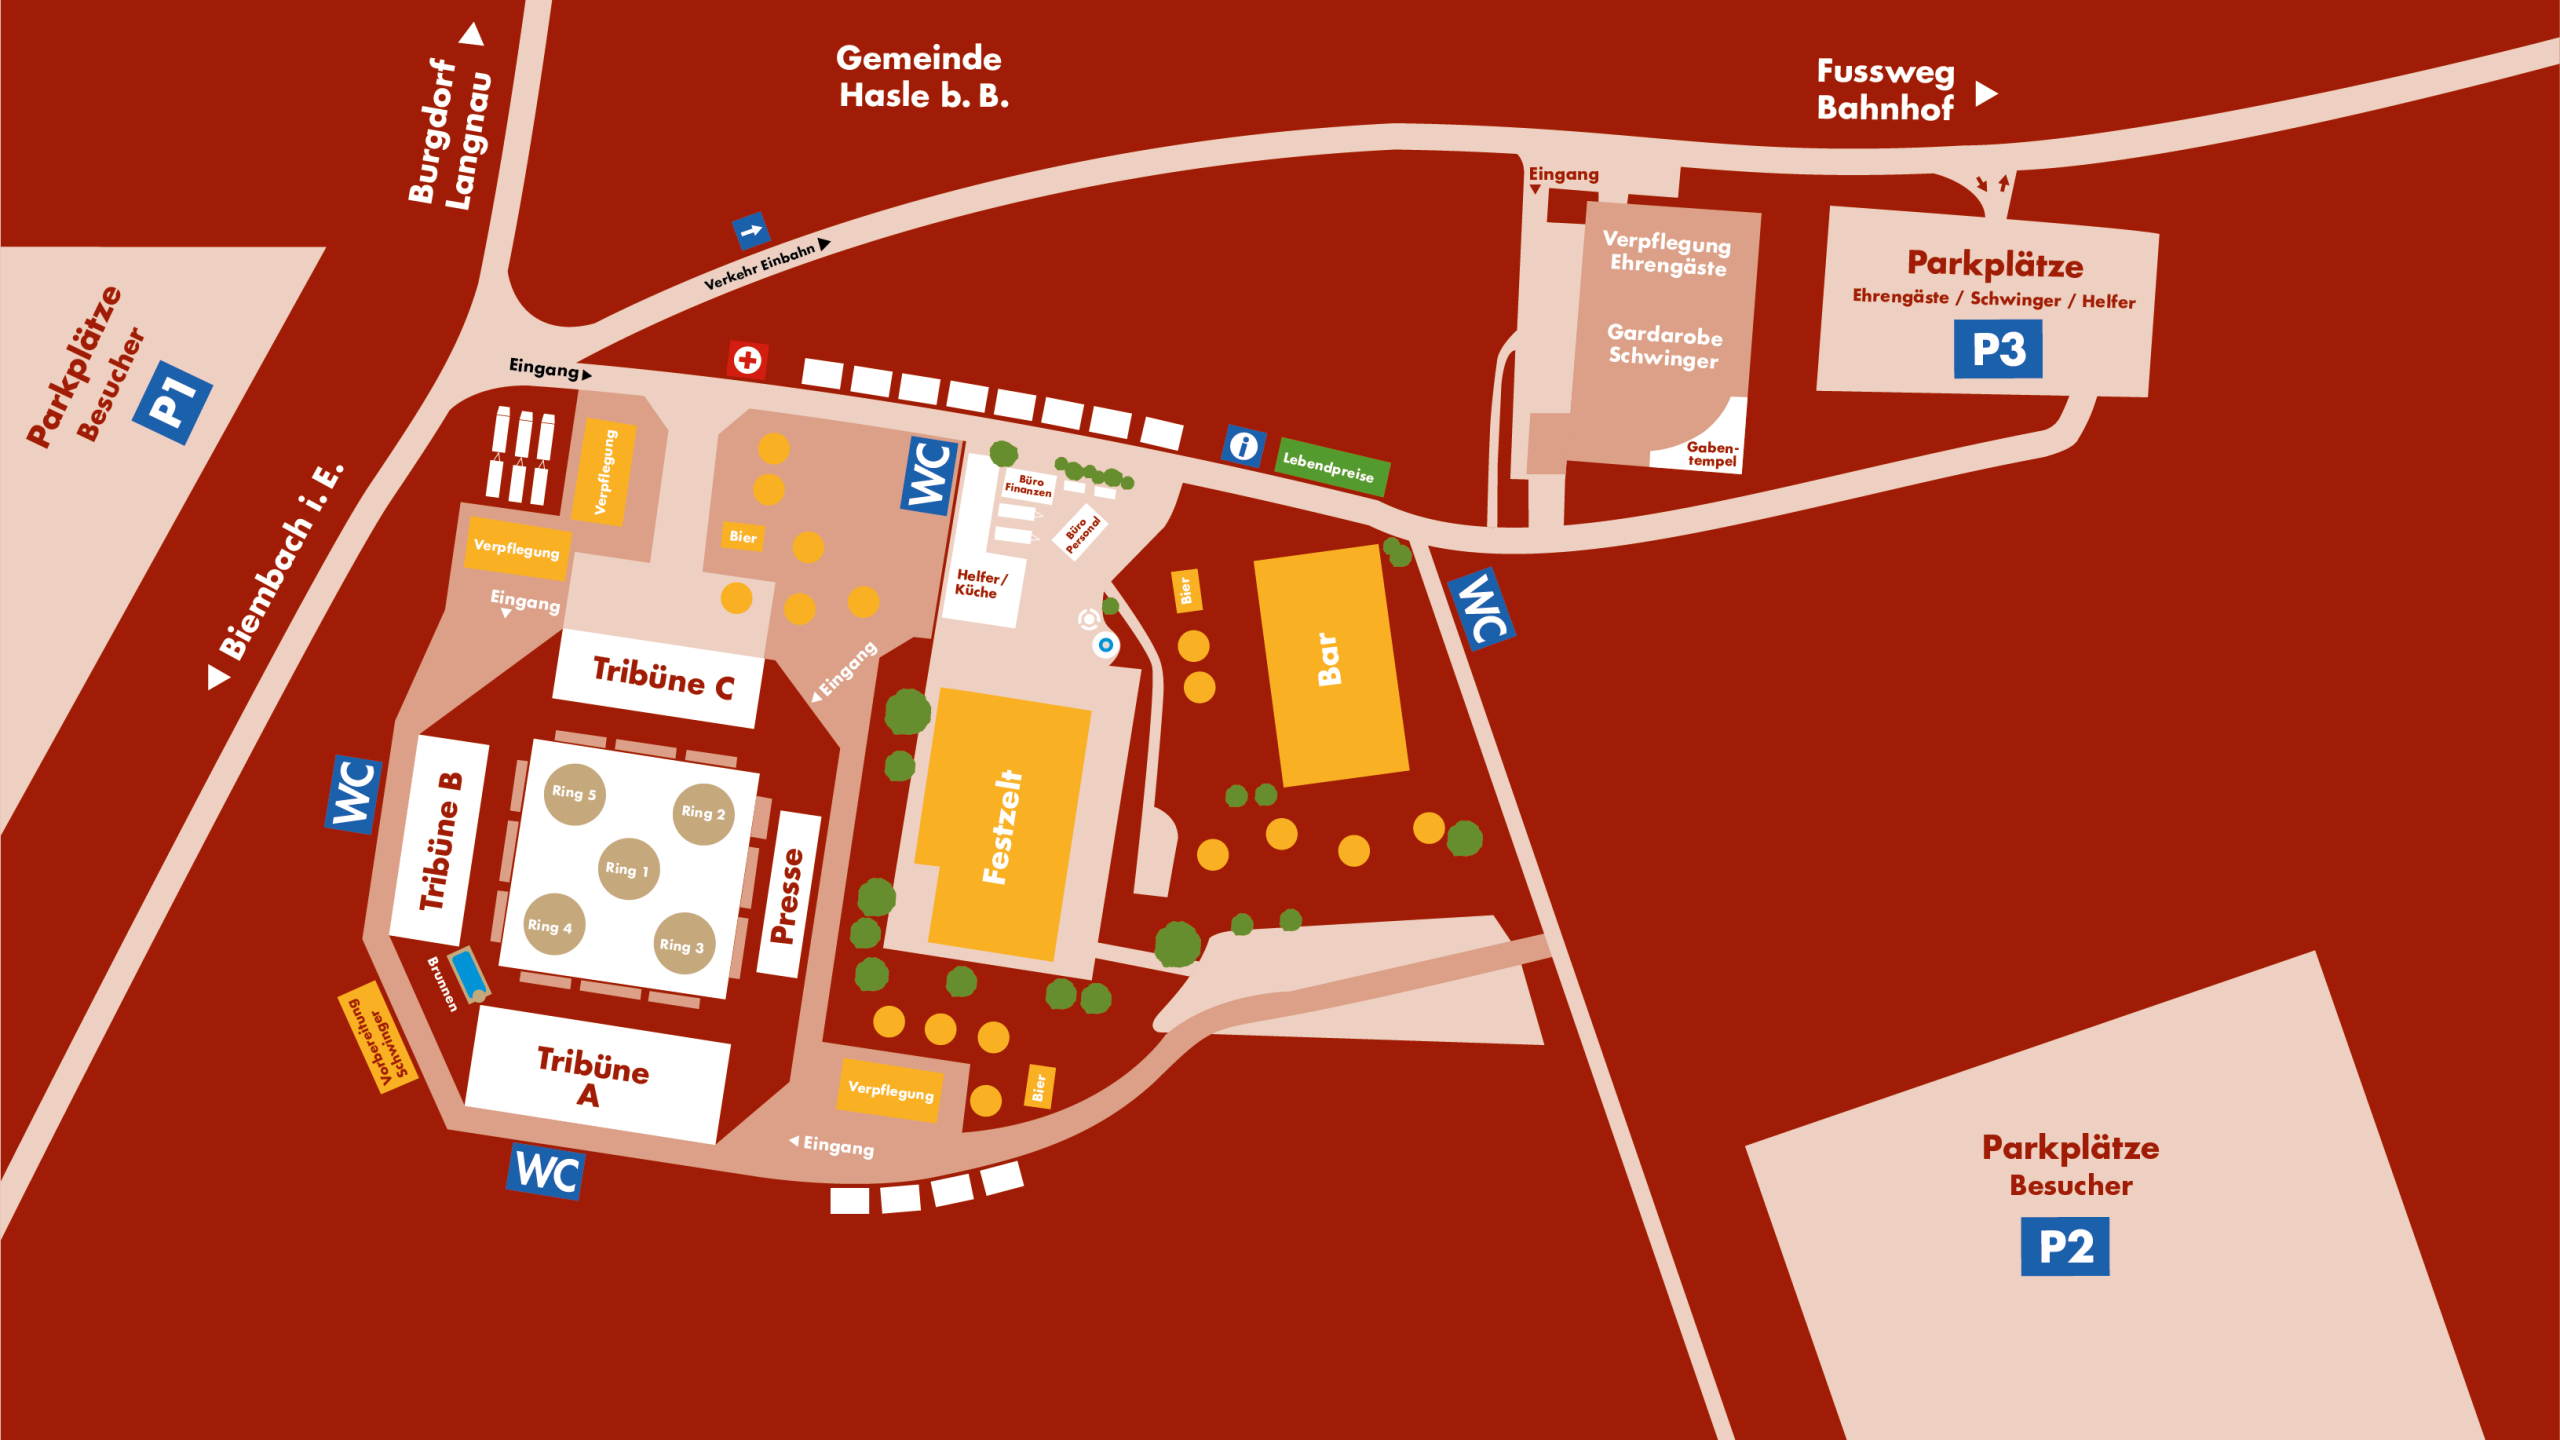 Burgdorf
Langnau
Gemeinde
Hasle b. B.
Fussweg
Bahnhof
Eingang
Verkehr Einbahn
Verpflegung
Ehrengäste
Gardarobe
Schwinger
Gaben-
tempel
Parkplätze
Ehrengäste / Schwinger / Helfer
P3
Parkplätze
Besucher
P1
Biembach i. E.
Eingang
Verpflegung
Verpflegung
Eingang
Bier
WC
Büro
Finanzen
Büro
Personal
Helfer/
Küche
i
Lebendpreise
Bier
Bar
WC
Eingang
Tribüne C
WC
Tribüne B
Ring 5
Ring 2
Ring 1
Ring 4
Ring 3
Presse
Festzelt
Brunnen
Vorbereitung
Schwinger
Tribüne
A
Verpflegung
Bier
Eingang
WC
Parkplätze
Besucher
P2